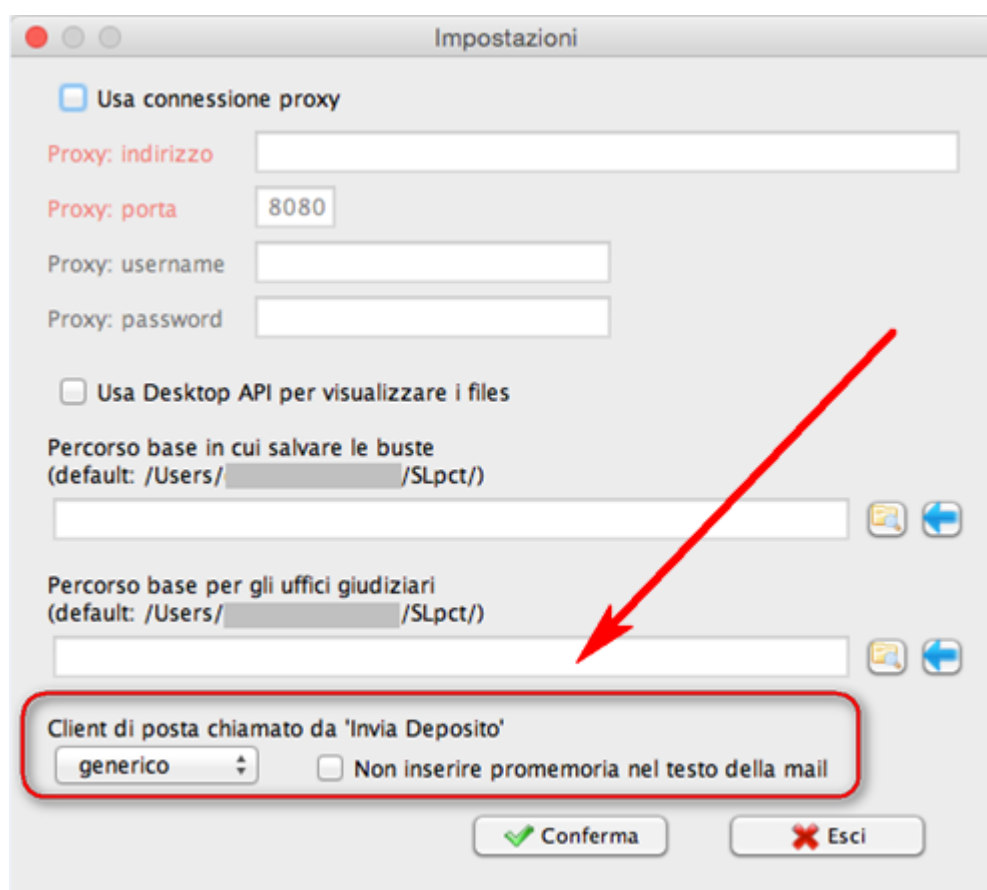 Impostazioni
Usa connessione proxy
Proxy: indirizzo
Proxy: porta 8080
Proxy: username
Proxy: password
Usa Desktop API per visualizzare i files
Percorso base in cui salvare le buste
(default: /Users/ /SLpct/)
Percorso base per gli uffici giudiziari
(default: /Users/ /SLpct/)
Client di posta chiamato da 'Invia Deposito'
generico Non inserire promemoria nel testo della mail
Conferma Esci